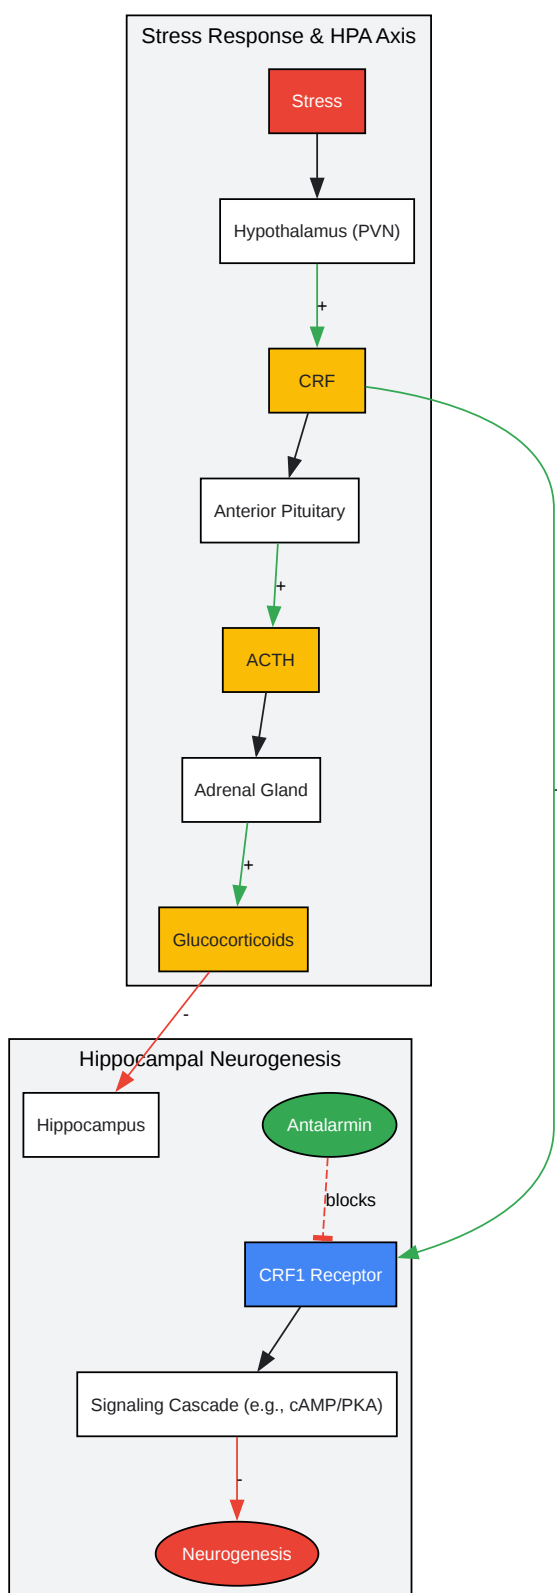 Stress Response & HPA Axis
Stress
Hypothalamus (PVN)
+
CRF
Anterior Pituitary
+
ACTH
Adrenal Gland
+
Glucocorticoids
-
Hippocampal Neurogenesis
Hippocampus
Antalarmin
blocks
CRF1 Receptor
Signaling Cascade (e.g., cAMP/PKA)
-
Neurogenesis